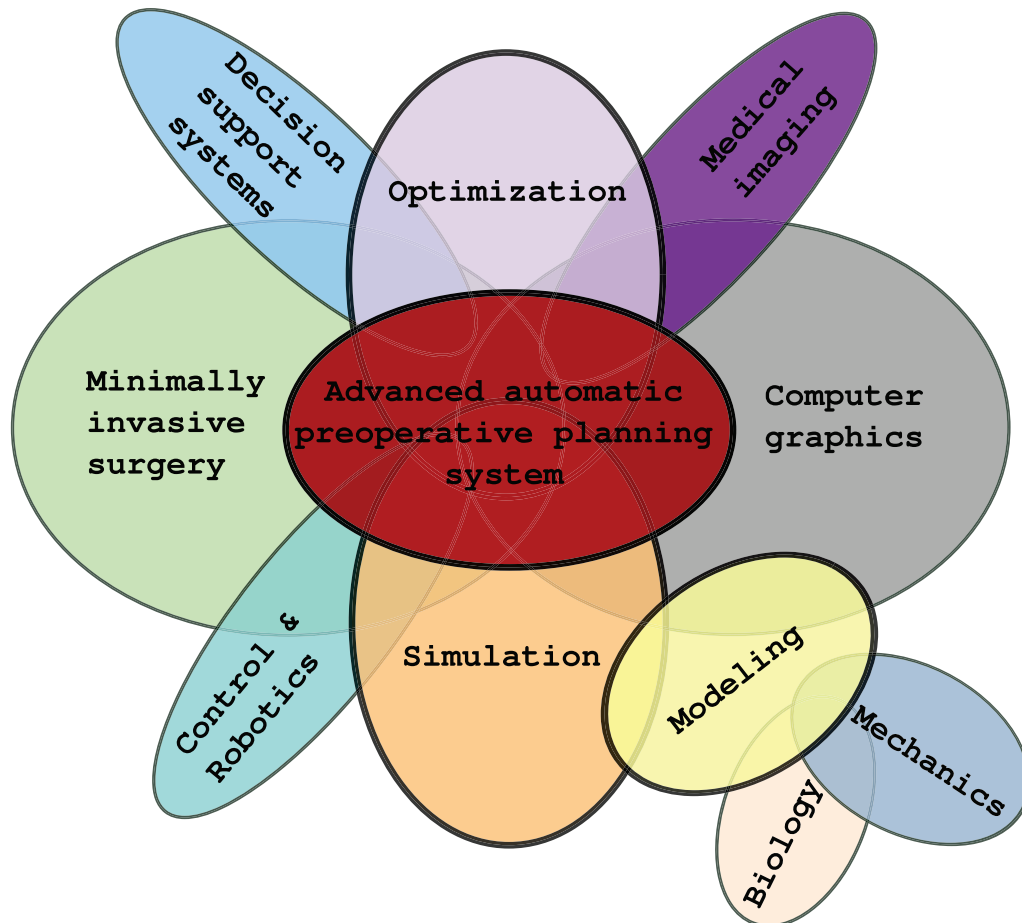 Decision
support
systems
Optimization
Medical
imaging
Minimally
invasive
surgery
Advanced automatic
preoperative planning
system
Computer
graphics
Control &
Robotics
Simulation
Modeling
Mechanics
Biology